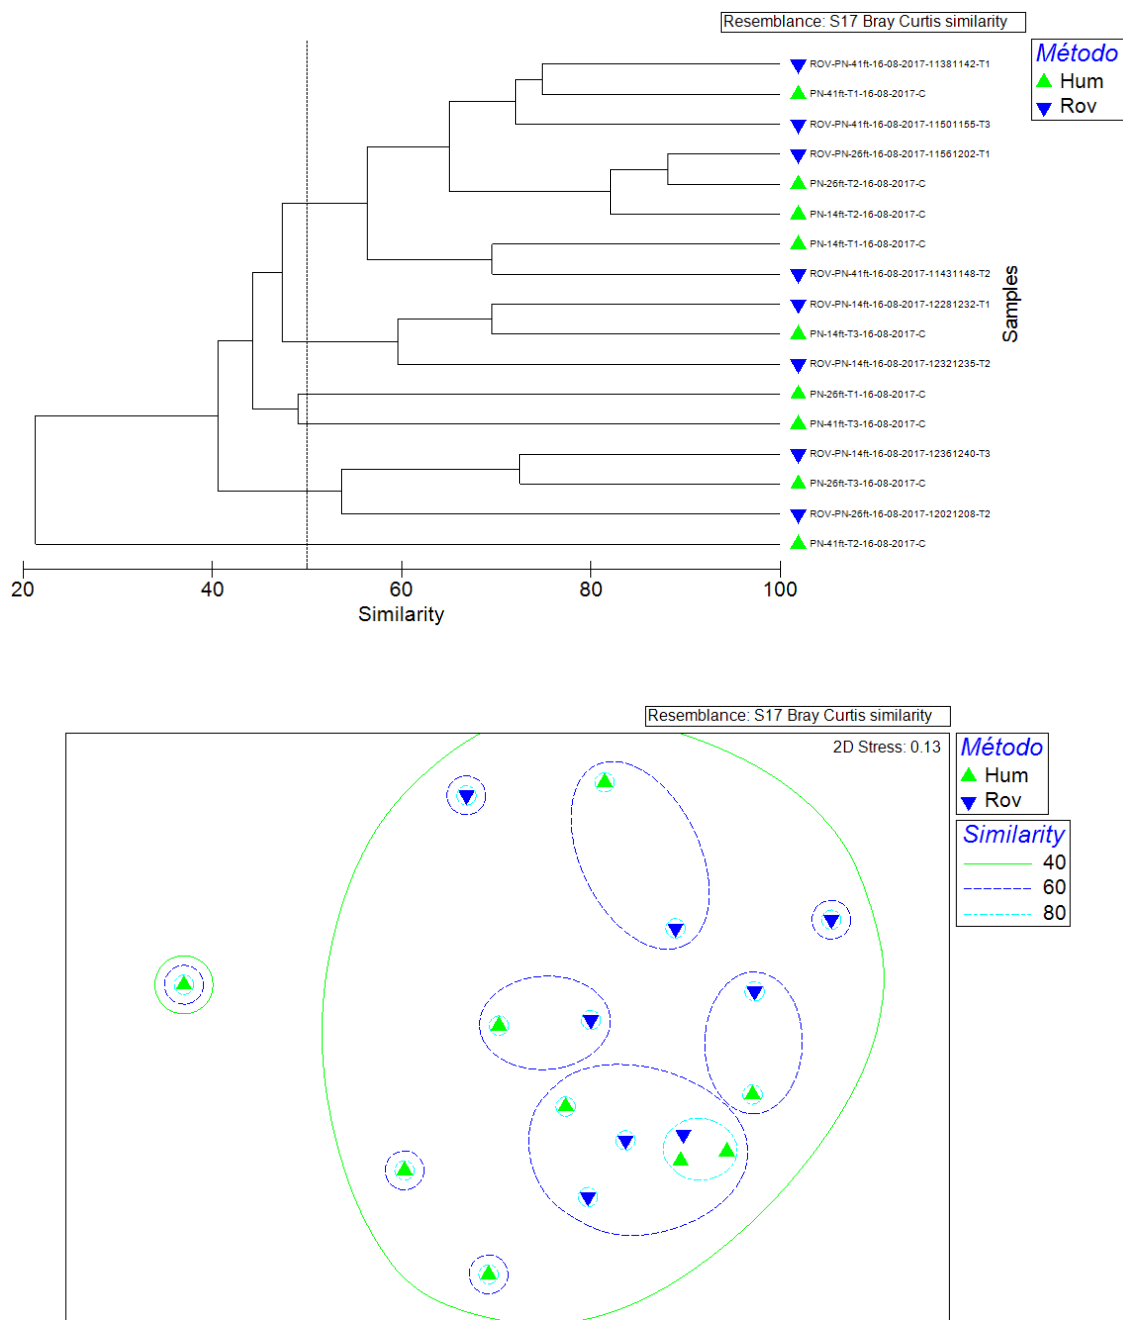 Resemblance: S17 Bray Curtis similarity
Método
Hum
Rov
ROV-PN-41ft-16-08-2017-11381142-T1
PN-41ft-T1-16-08-2017-C
ROV-PN-41ft-16-08-2017-11501155-T3
ROV-PN-26ft-16-08-2017-11561202-T1
PN-26ft-T2-16-08-2017-C
PN-14ft-T2-16-08-2017-C
PN-14ft-T1-16-08-2017-C
ROV-PN-41ft-16-08-2017-11431148-T2
ROV-PN-14ft-16-08-2017-12281232-T1
PN-14ft-T3-16-08-2017-C
ROV-PN-14ft-16-08-2017-12321235-T2
PN-26ft-T1-16-08-2017-C
PN-41ft-T3-16-08-2017-C
ROV-PN-14ft-16-08-2017-12361240-T3
PN-26ft-T3-16-08-2017-C
ROV-PN-26ft-16-08-2017-12021208-T2
PN-41ft-T2-16-08-2017-C
Samples
20 40 60 80 100
Similarity
Resemblance: S17 Bray Curtis similarity
2D Stress: 0.13
Método
Hum
Rov
Similarity
40
60
80